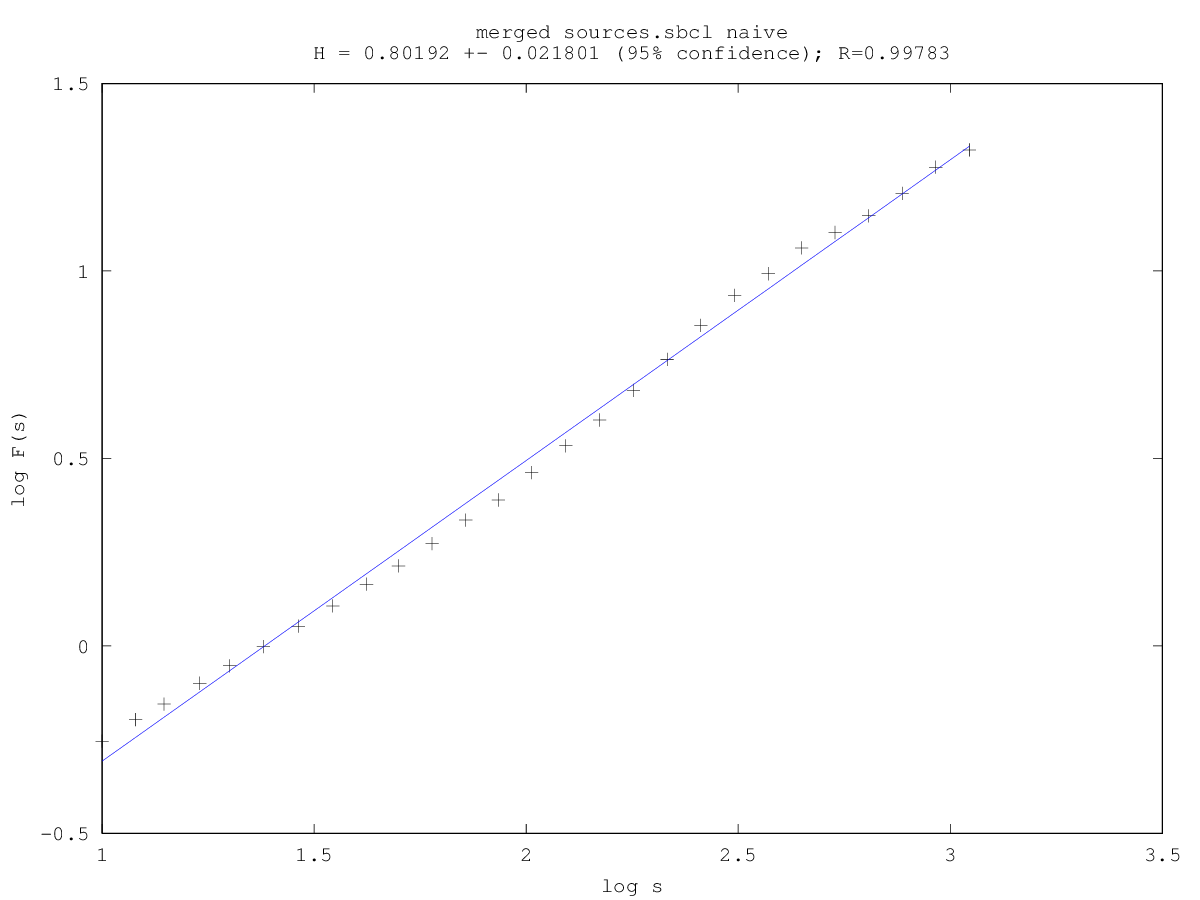 merged sources.sbcl naive
H = 0.80192 +- 0.021801 (95% confidence); R=0.99783
1.5
1
0.5
0
-0.5
log F(s)
1 1.5 2 2.5 3 3.5
log s